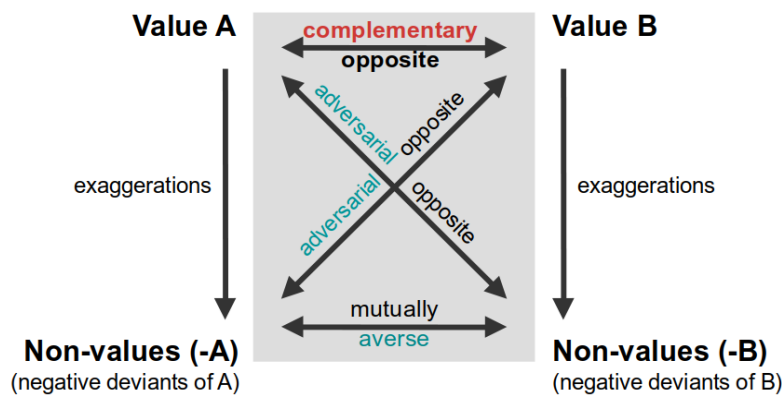 Value A
complementary
Value B
opposite
adversarial
opposite
exaggerations
exaggerations
adversarial
opposite
mutually
averse
Non-values (-A)
(negative deviants of A)
Non-values (-B)
(negative deviants of B)